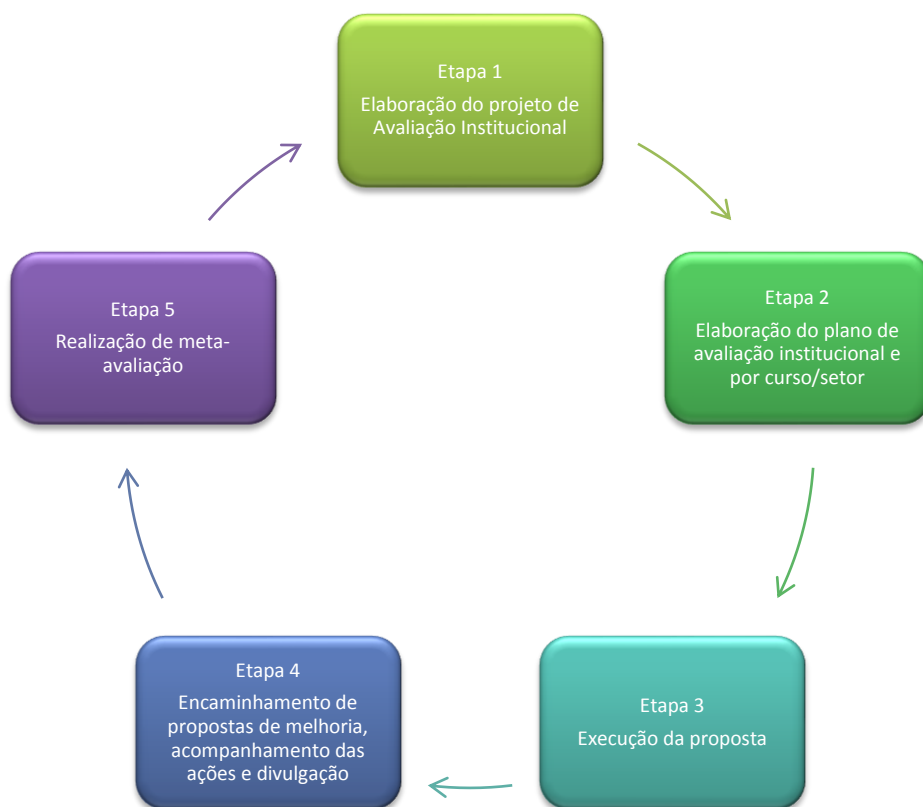 Etapa 1
Elaboração do projeto de
Avaliação Institucional
Etapa 2
Elaboração do plano de
avaliação institucional e
por curso/setor
Etapa 3
Execução da proposta
Etapa 4
Encaminhamento de
propostas de melhoria,
acompanhamento das
ações e divulgação
Etapa 5
Realização de meta-
avaliação